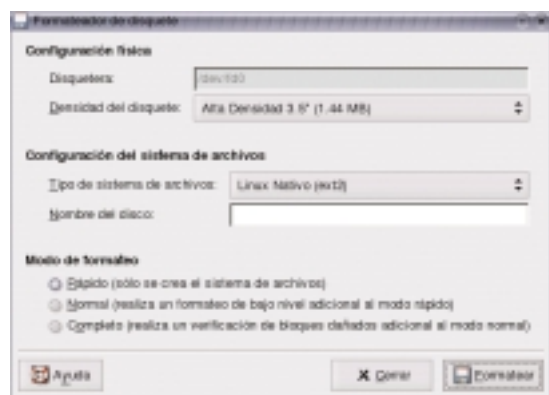 Formateador de disquete
Configuración física
Disquetera: /dev/fd0
Densidad del disquete: Alta Densidad 3.5" (1.44 MB)
Configuración del sistema de archivos
Tipo de sistema de archivos: Linux Nativo (ext2)
Nombre del disco:
Modo de formateo
Rápido (sólo se crea el sistema de archivos)
Normal (realiza un formateo de bajo nivel adicional al modo rápido)
Completo (realiza un verificación de bloques dañados adicional al modo normal)
Ayuda Cerrar Formatear